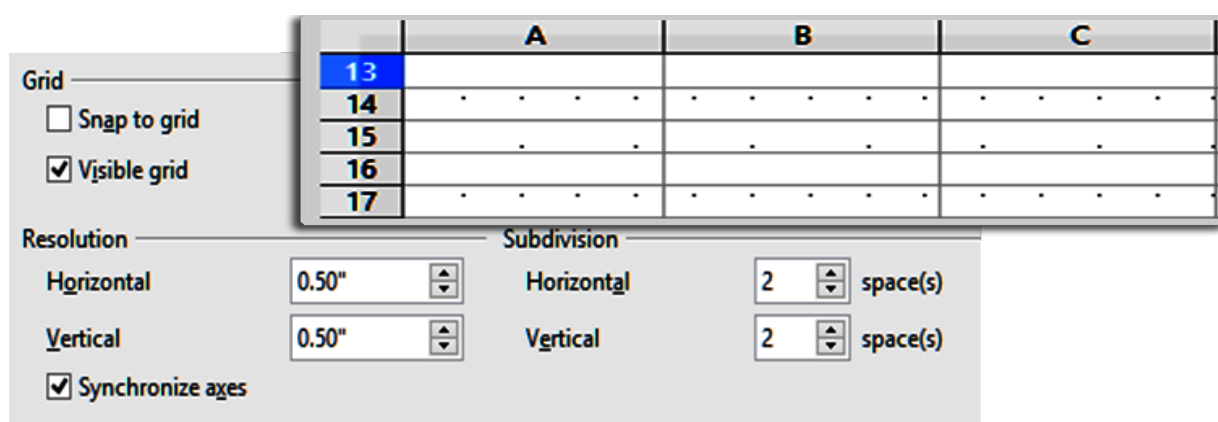 A B C
13
14
15
16
17
Grid
Snap to grid
Visible grid
Resolution
Subdivision
Horizontal 0.50" Horizontal 2 space(s)
Vertical 0.50" Vertical 2 space(s)
Synchronize axes